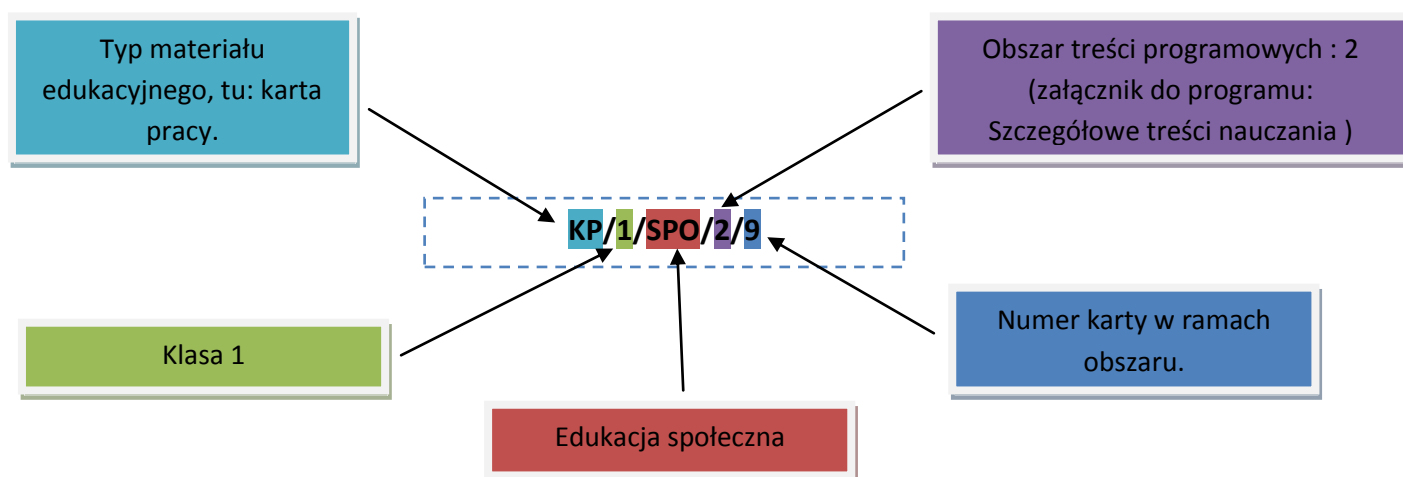 Typ materiału
edukacyjnego, tu: karta
pracy.
Obszar treści programowych : 2
(załącznik do programu:
Szczegółowe treści nauczania )
KP/1/SPO/2/9
Klasa 1
Numer karty w ramach
obszaru.
Edukacja społeczna